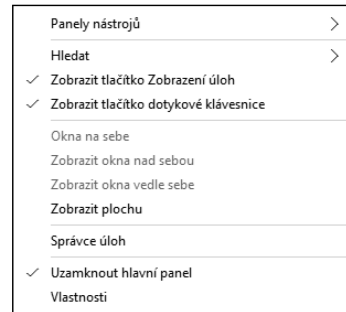 Panely nástrojů
Hledat
Zobrazit tlačítko Zobrazení úloh
Zobrazit tlačítko dotykové klávesnice
Okna na sebe
Zobrazit okna nad sebou
Zobrazit okna vedle sebe
Zobrazit plochu
Správce úloh
Uzamknout hlavní panel
Vlastnosti